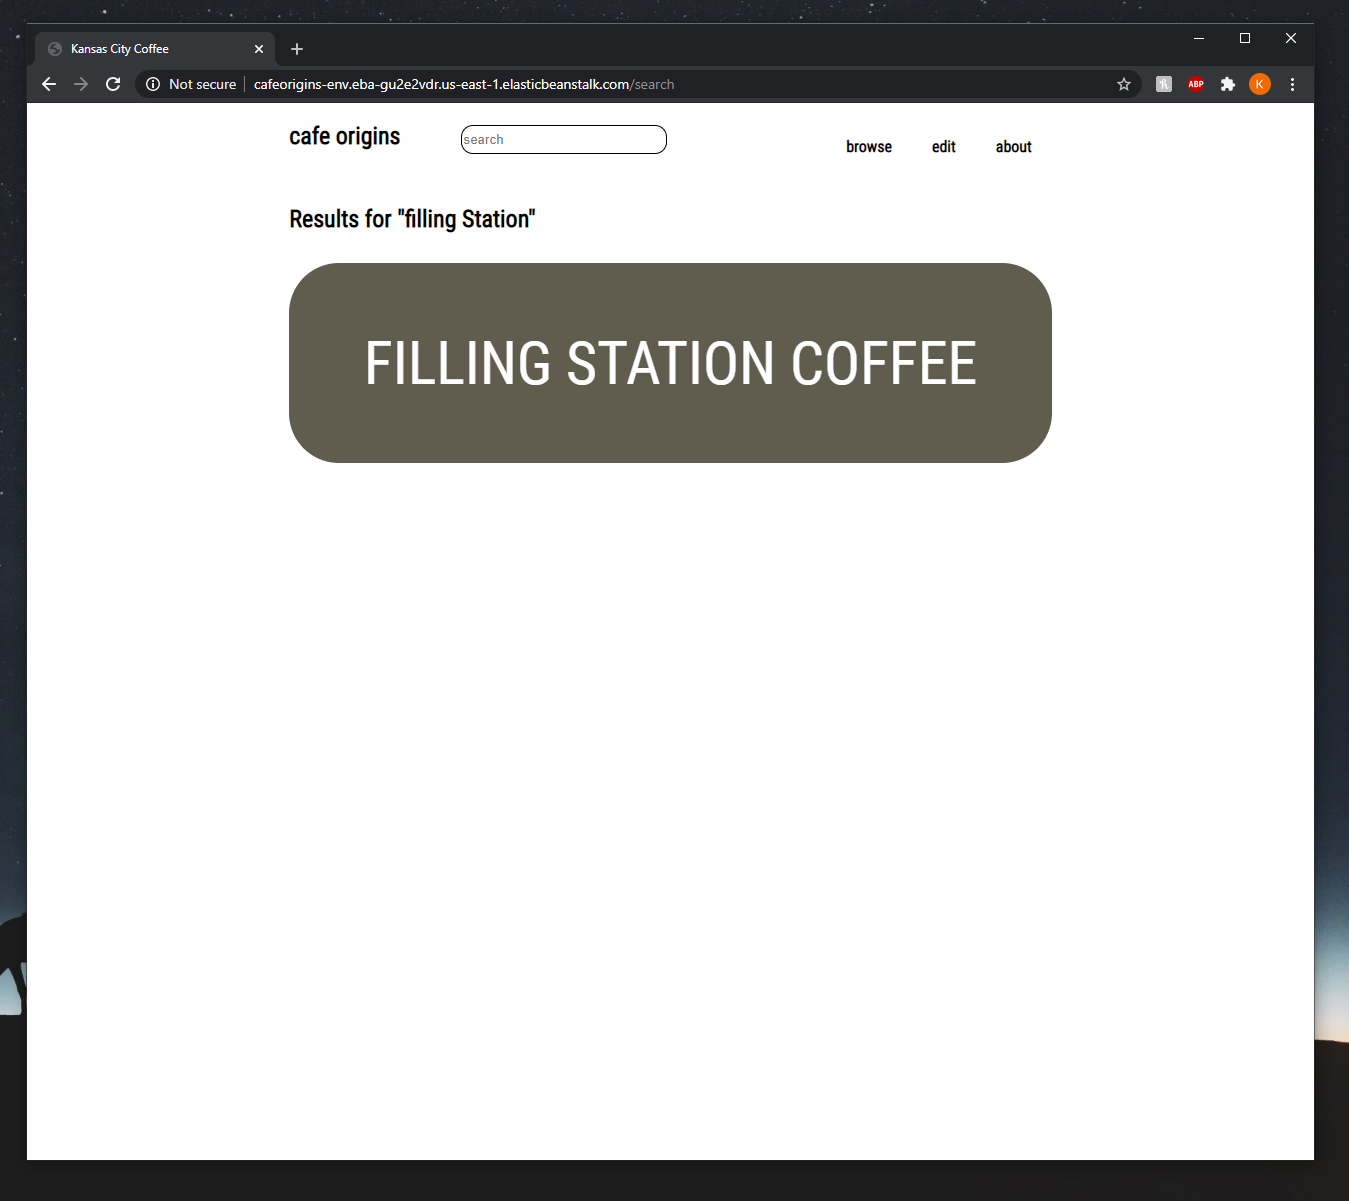 Kansas City Coffee
Not secure
cafeorigins-env.eba-gu2e2vdr.us-east-1.elasticbeanstalk.com/search
ABP
K
cafe origins
search
browse
edit
about
Results for "filling Station"
FILLING STATION COFFEE